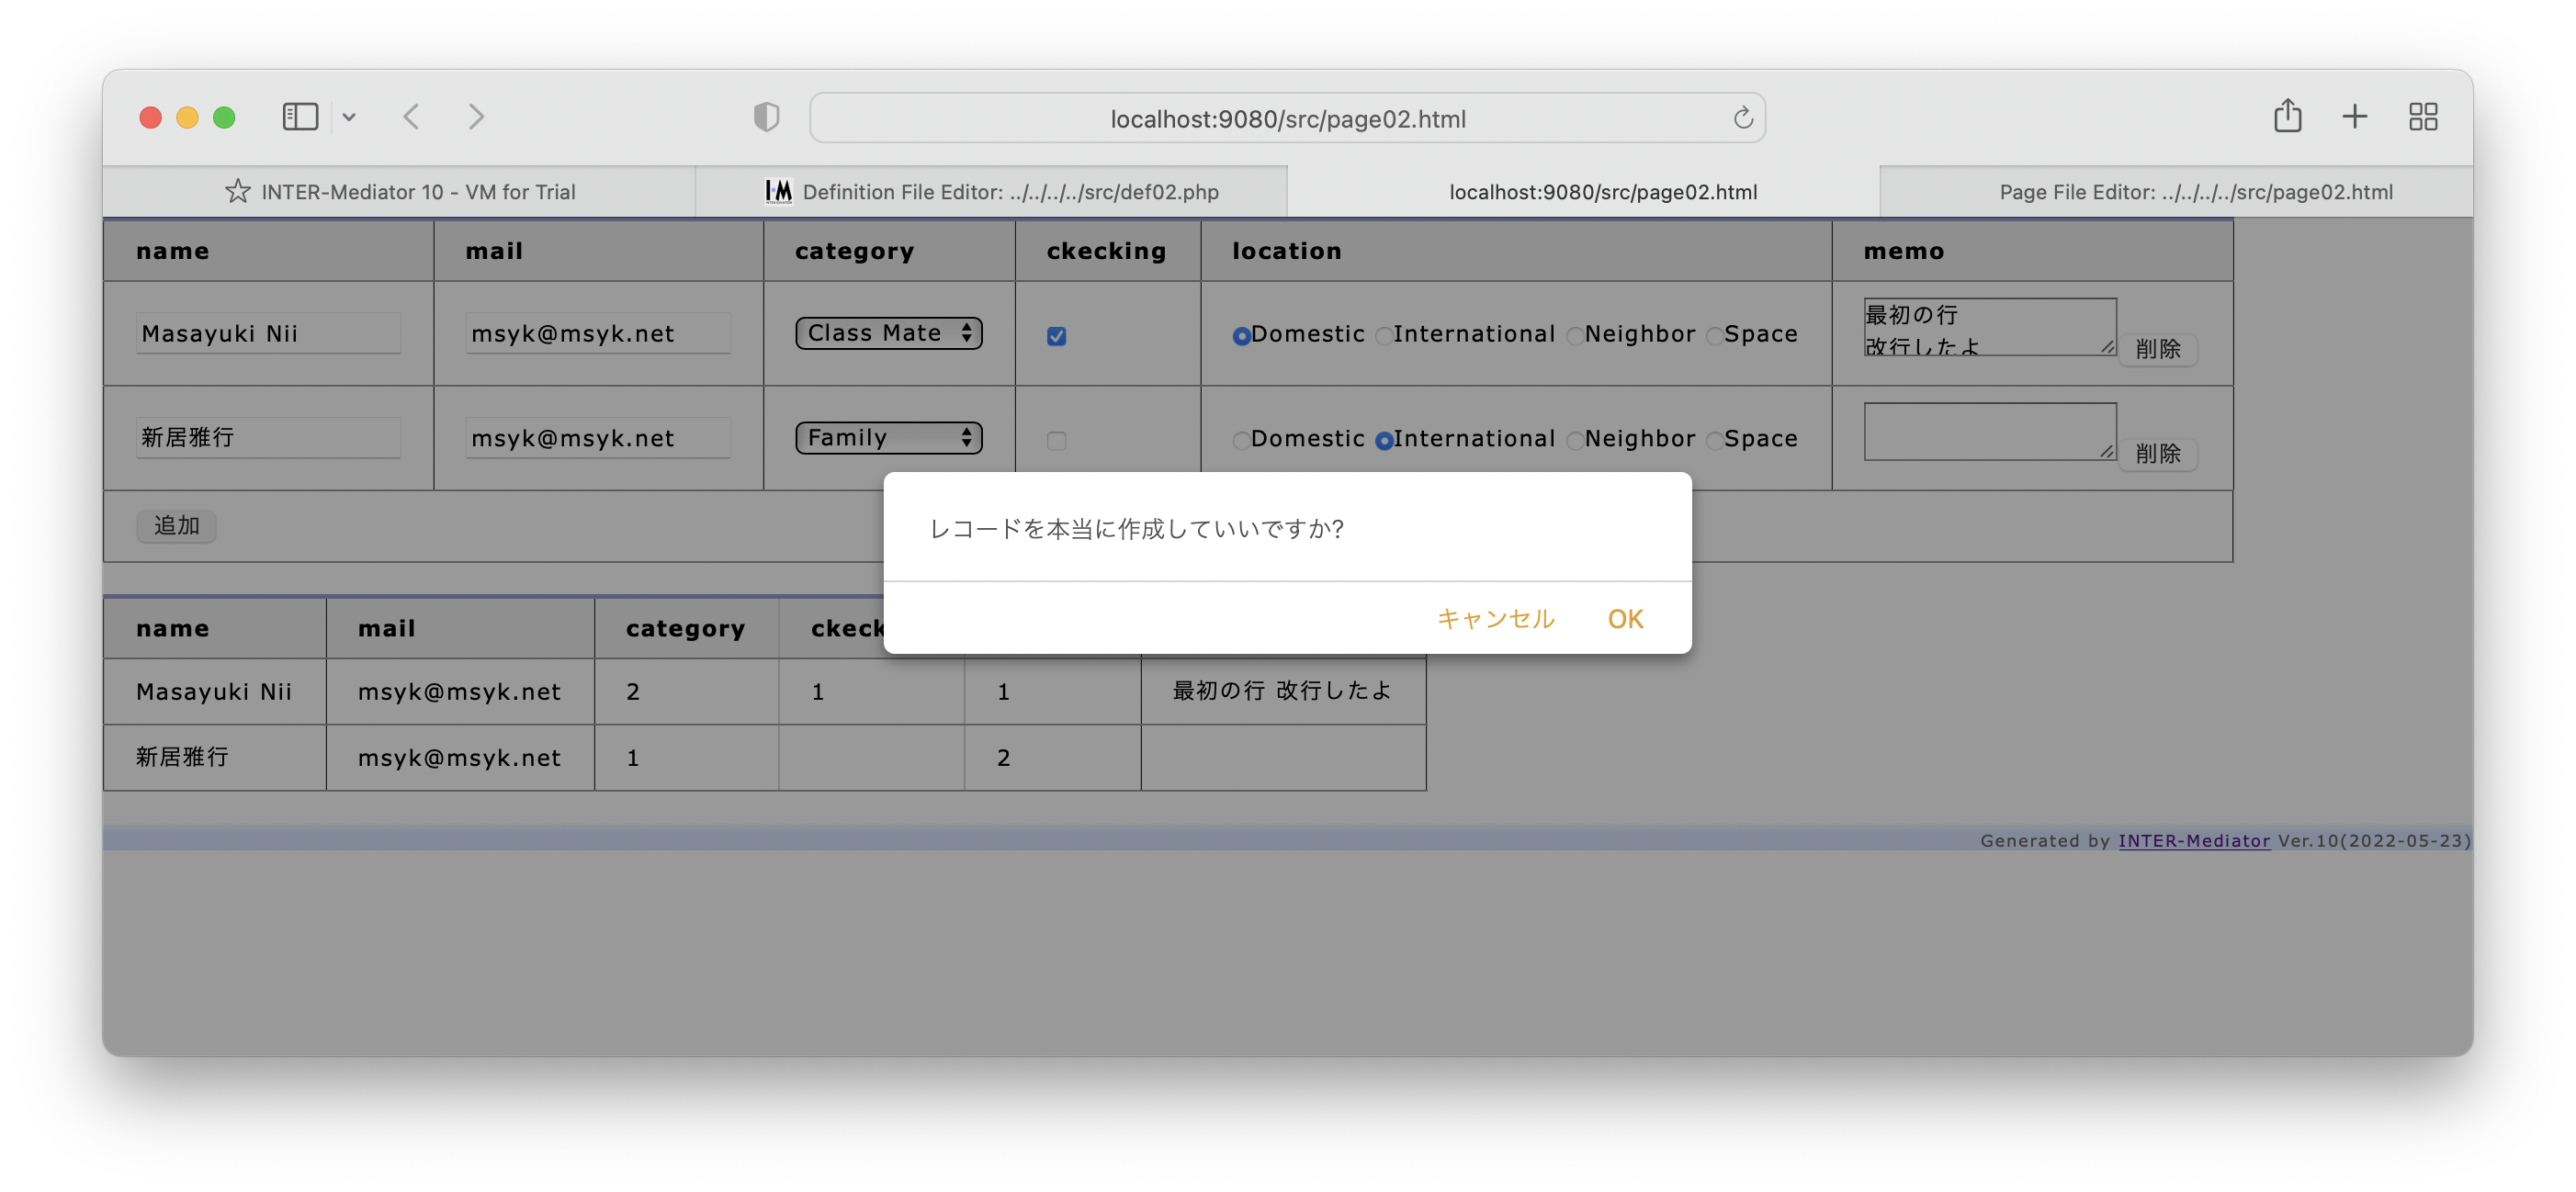 localhost:9080/src/page02.html
INTER-Mediator 10 - VM for Trial
IM Definition File Editor: ../../../../src/def02.php
localhost:9080/src/page02.html
Page File Editor: ../../../../src/page02.html
name mail category ckecking location memo
Masayuki Nii msyk@msyk.net Class Mate Domestic International Neighbor Space 最初の行
改行したよ 削除
新居雅行 msyk@msyk.net Family Domestic International Neighbor Space 削除
追加
レコードを本当に作成していいですか?
キャンセル OK
name mail category ckeck
Masayuki Nii msyk@msyk.net 2 1 1 最初の行 改行したよ
新居雅行 msyk@msyk.net 1 2
Generated by INTER-Mediator Ver.10(2022-05-23)